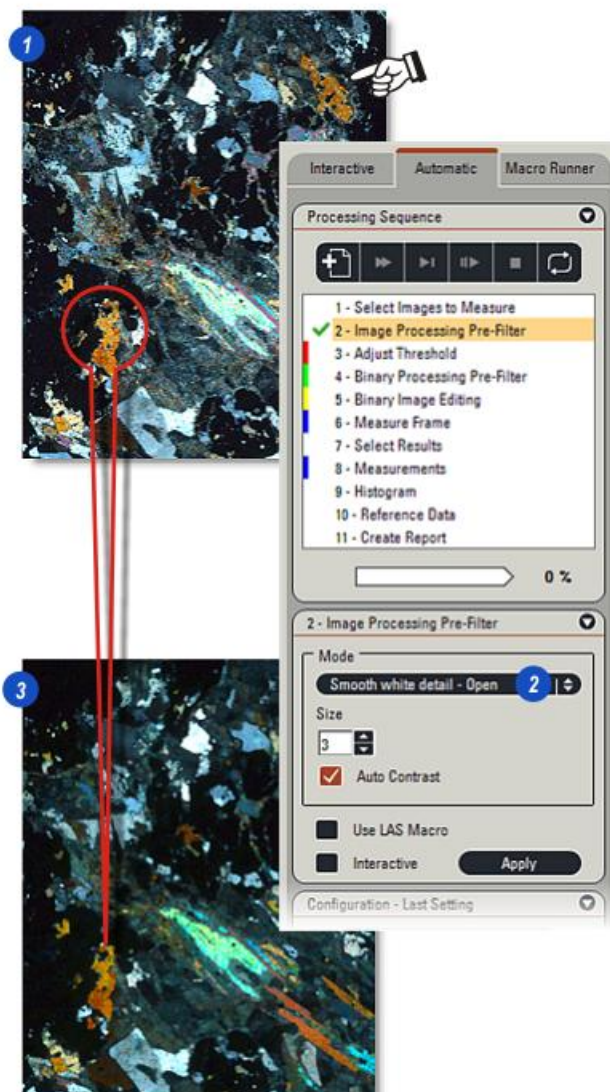 1
Interactive Automatic Macro Runner
Processing Sequence
1 - Select Images to Measure
2 - Image Processing Pre-Filter
3 - Adjust Threshold
4 - Binary Processing Pre-Filter
5 - Binary Image Editing
6 - Measure Frame
7 - Select Results
8 - Measurements
9 - Histogram
10 - Reference Data
11 - Create Report
0 %
2 - Image Processing Pre-Filter
Mode
Smooth white detail - Open 2
Size
3
Auto Contrast
Use LAS Macro
Interactive Apply
Configuration - Last Setting
3